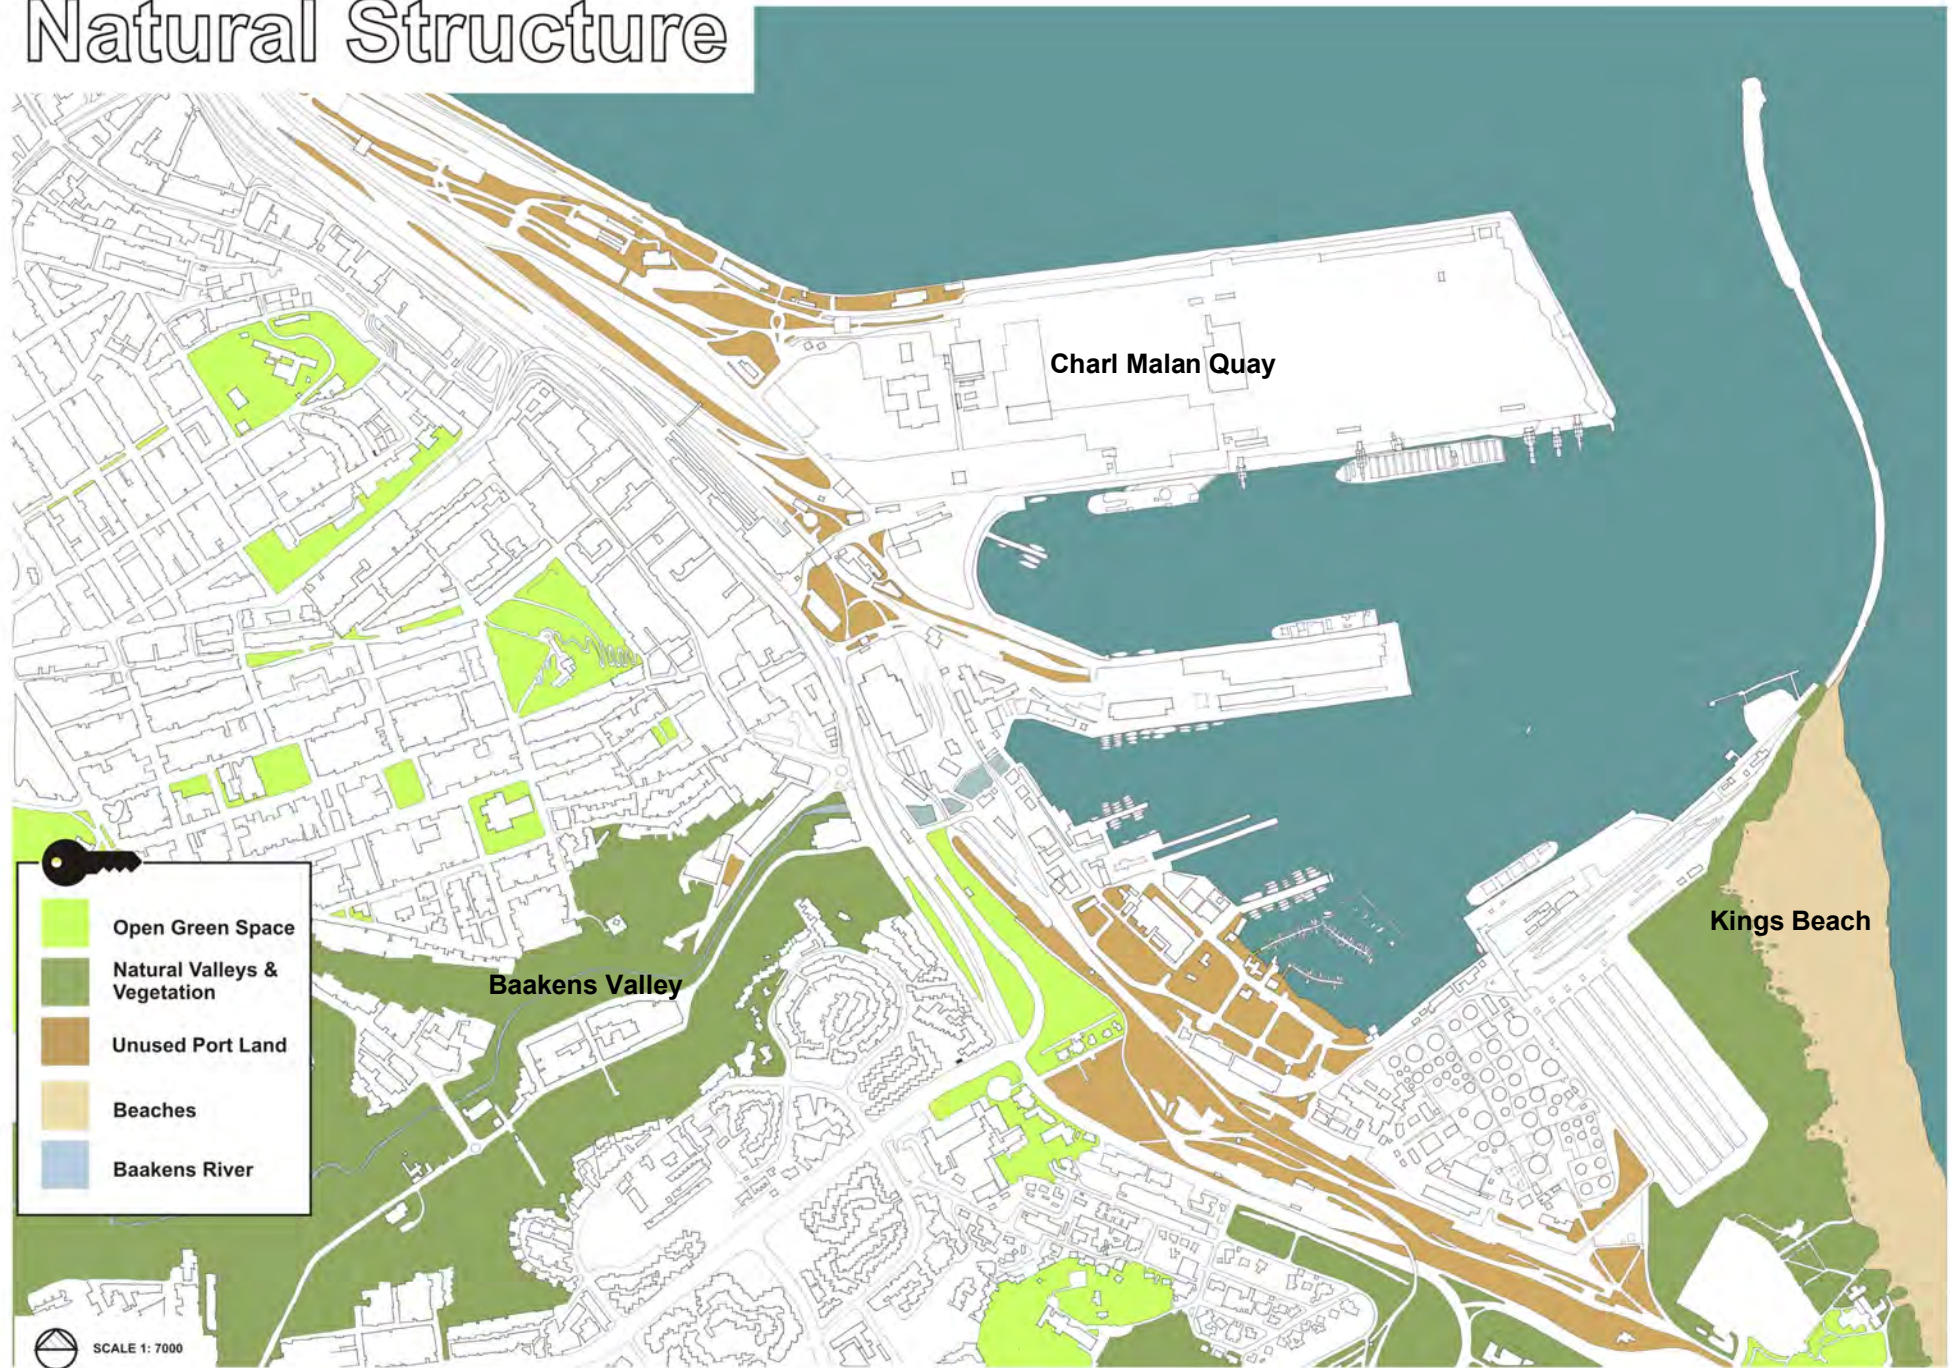 Natural Structure
Charl Malan Quay
Kings Beach
Baakens Valley
Open Green Space
Natural Valleys &
Vegetation
Unused Port Land
Beaches
Baakens River
SCALE 1: 7000